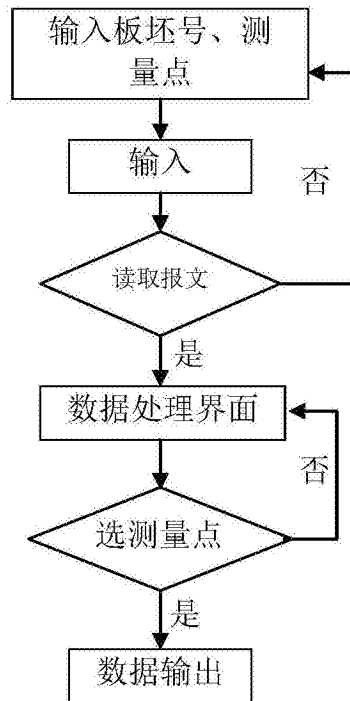 输入板坯号、测
量点
输入
否
读取报文
是
数据处理界面
否
选测量点
是
数据输出